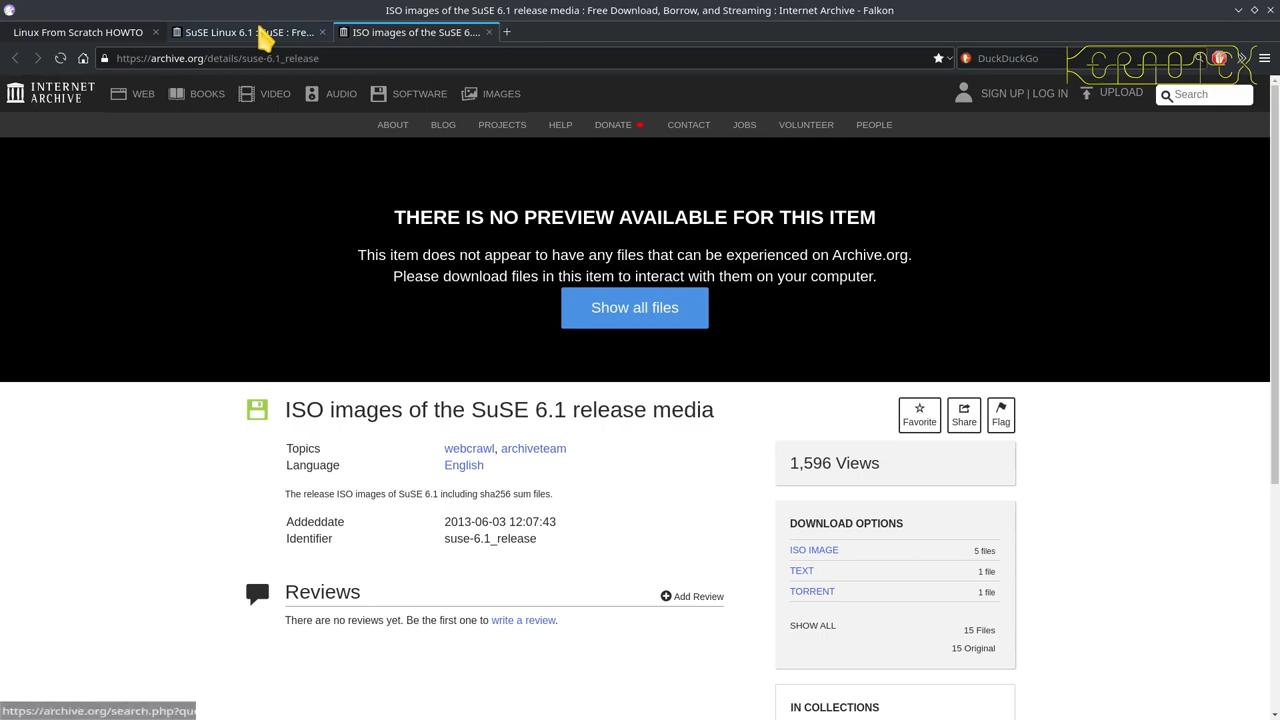 ISO images of the SuSE 6.1 release media : Free Download, Borrow, and Streaming : Internet Archive - Falkon
Linux From Scratch HOWTO
SuSE Linux 6.1 : SuSE : Fre...
ISO images of the SuSE 6....
https://archive.org/details/suse-6.1_release
DuckDuckGo
INTERNET
ARCHIVE
WEB
BOOKS
VIDEO
AUDIO
SOFTWARE
IMAGES
SIGN UP | LOG IN
UPLOAD
Search
ABOUT
BLOG
PROJECTS
HELP
DONATE
CONTACT
JOBS
VOLUNTEER
PEOPLE
THERE IS NO PREVIEW AVAILABLE FOR THIS ITEM
This item does not appear to have any files that can be experienced on Archive.org.
Please download files in this item to interact with them on your computer.
Show all files
ISO images of the SuSE 6.1 release media
Favorite
Share
Flag
Topics webcrawl, archiveteam
Language English
The release ISO images of SuSE 6.1 including sha256 sum files.
Addeddate 2013-06-03 12:07:43
Identifier suse-6.1_release
Reviews
Add Review
There are no reviews yet. Be the first one to write a review.
1,596 Views
DOWNLOAD OPTIONS
ISO IMAGE 5 files
TEXT 1 file
TORRENT 1 file
SHOW ALL 15 Files
15 Original
IN COLLECTIONS
https://archive.org/search.php?que